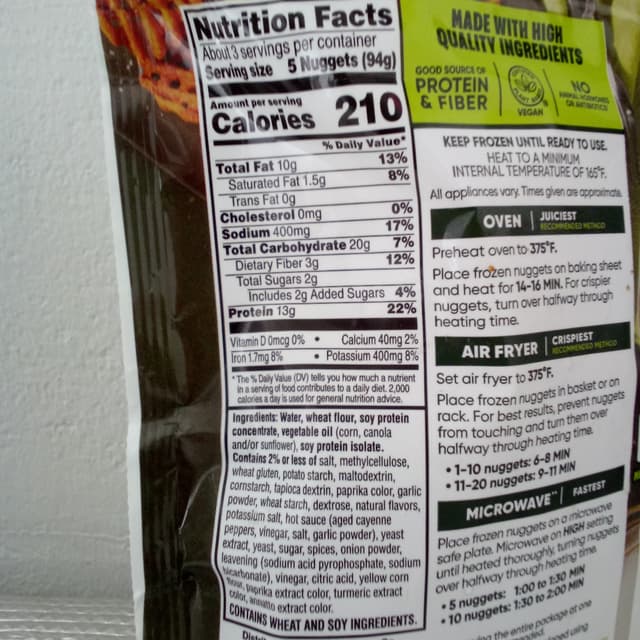 Nutrition Facts
About 3 servings per container
Serving size 5 Nuggets (94g)
Amount per serving
Calories 210
% Daily Value*
Total Fat 10g 13%
Saturated Fat 1.5g 8%
Trans Fat 0g
Cholesterol 0mg 0%
Sodium 400mg 17%
Total Carbohydrate 20g 7%
Dietary Fiber 3g 12%
Total Sugars 2g
Includes 2g Added Sugars 4%
Protein 13g 22%
Vitamin D 0mcg 0% • Calcium 40mg 2%
Iron 1.7mg 8% • Potassium 400mg 8%
*The % Daily Value (DV) tells you how much a nutrient
in a serving of food contributes to a daily diet. 2,000
calories a day is used for general nutrition advice.
Ingredients: Water, wheat flour, soy protein
concentrate, vegetable oil (corn, canola
and/or sunflower), soy protein isolate.
Contains 2% or less of salt, methylcellulose,
wheat gluten, potato starch, maltodextrin,
cornstarch, tapioca dextrin, paprika color, garlic
powder, wheat starch, dextrose, natural flavors,
potassium salt, hot sauce (aged cayenne
peppers, vinegar, salt, garlic powder), yeast
extract, yeast, sugar, spices, onion powder,
leavening (sodium acid pyrophosphate, sodium
bicarbonate), vinegar, citric acid, yellow corn
flour, paprika extract color, turmeric extract
color, annatto extract color.
CONTAINS WHEAT AND SOY INGREDIENTS.
MADE WITH HIGH
QUALITY INGREDIENTS
GOOD SOURCE OF
PROTEIN
& FIBER
VEGAN
NO
ANIMAL HORMONES
OR ANTIBIOTICS
KEEP FROZEN UNTIL READY TO USE.
HEAT TO A MINIMUM
INTERNAL TEMPERATURE OF 165°F.
All appliances vary. Times given are approximate.
OVEN | JUICIEST
RECOMMENDED METHOD
Preheat oven to 375°F.
Place frozen nuggets on baking sheet
and heat for 14-16 MIN. For crispier
nuggets, turn over halfway through
heating time.
AIR FRYER | CRISPIEST
RECOMMENDED METHOD
Set air fryer to 375°F.
Place frozen nuggets in basket or on
rack. For best results, prevent nuggets
from touching and turn them over
halfway through heating time.
• 1-10 nuggets: 6-8 MIN
• 11-20 nuggets: 9-11 MIN
MICROWAVE** | FASTEST
Place frozen nuggets on a microwave
safe plate. Microwave on HIGH setting
until heated thoroughly, turning nuggets
over halfway through heating time.
• 5 nuggets: 1:00 to 1:30 MIN
• 10 nuggets: 1:30 to 2:00 MIN
the entire package at one